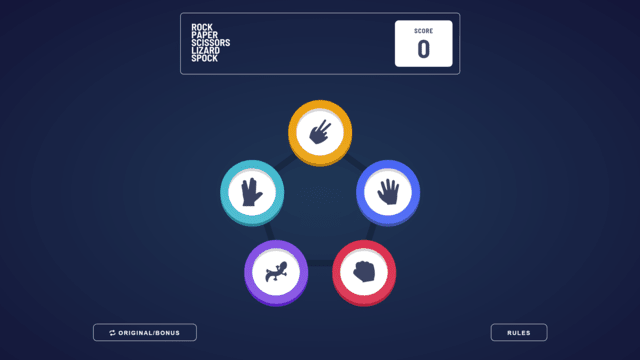 ROCK
PAPER
SCISSORS
LIZARD
SPOCK
SCORE
0
ORIGINAL/BONUS
RULES